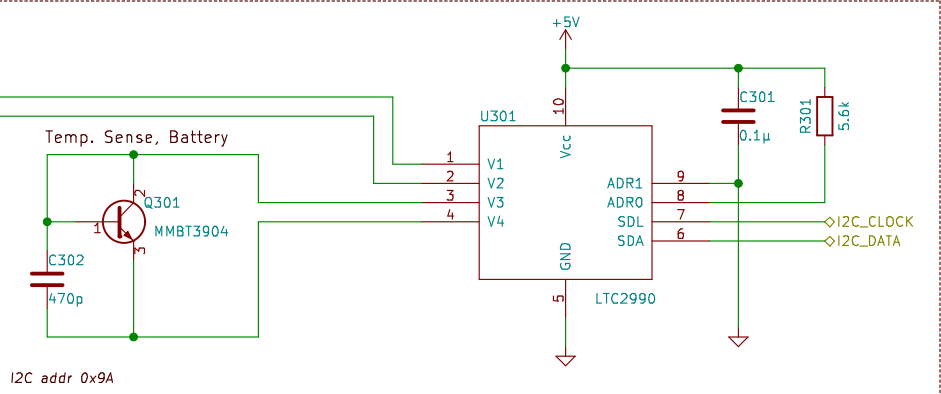 +5V
C301
0.1µ
R301
5.6k
U301
10
Vcc
Temp. Sense, Battery
1
V1
2
V2
3
V3
4
V4
9
ADR1
8
ADR0
7
SDL
6
SDA
I2C_CLOCK
I2C_DATA
2
Q301
1
MMBT3904
3
C302
470p
GND
5
LTC2990
I2C addr 0x9A